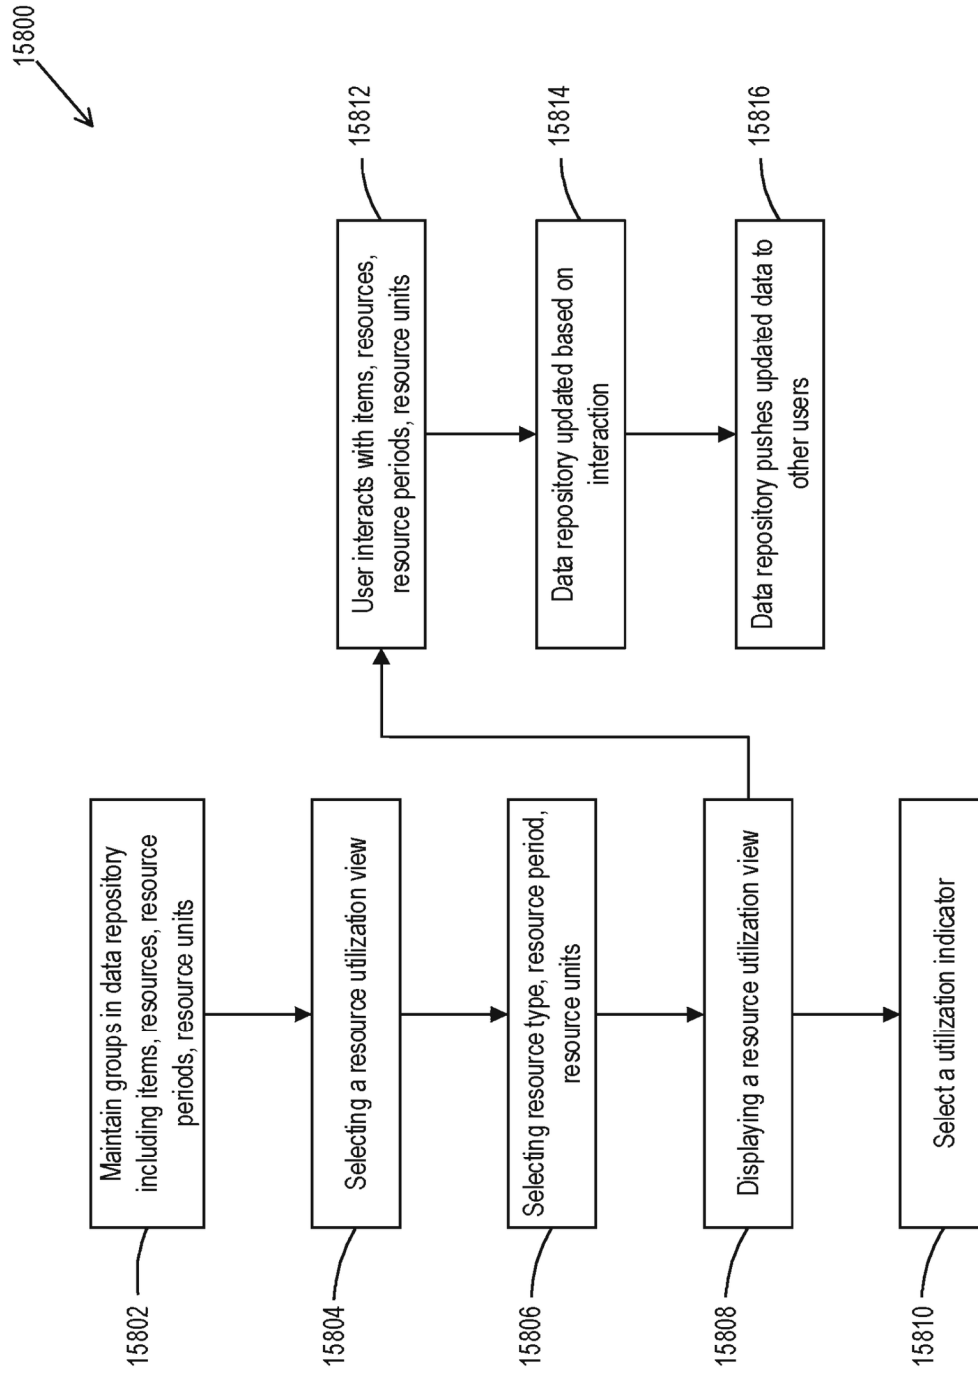 15800
15802
Maintain groups in data repository
including items, resources, resource
periods, resource units
15804
Selecting a resource utilization view
15806
Selecting resource type, resource period,
resource units
15808
Displaying a resource utilization view
15810
Select a utilization indicator
15812
User interacts with items, resources,
resource periods, resource units
15814
Data repository updated based on
interaction
15816
Data repository pushes updated data to
other users